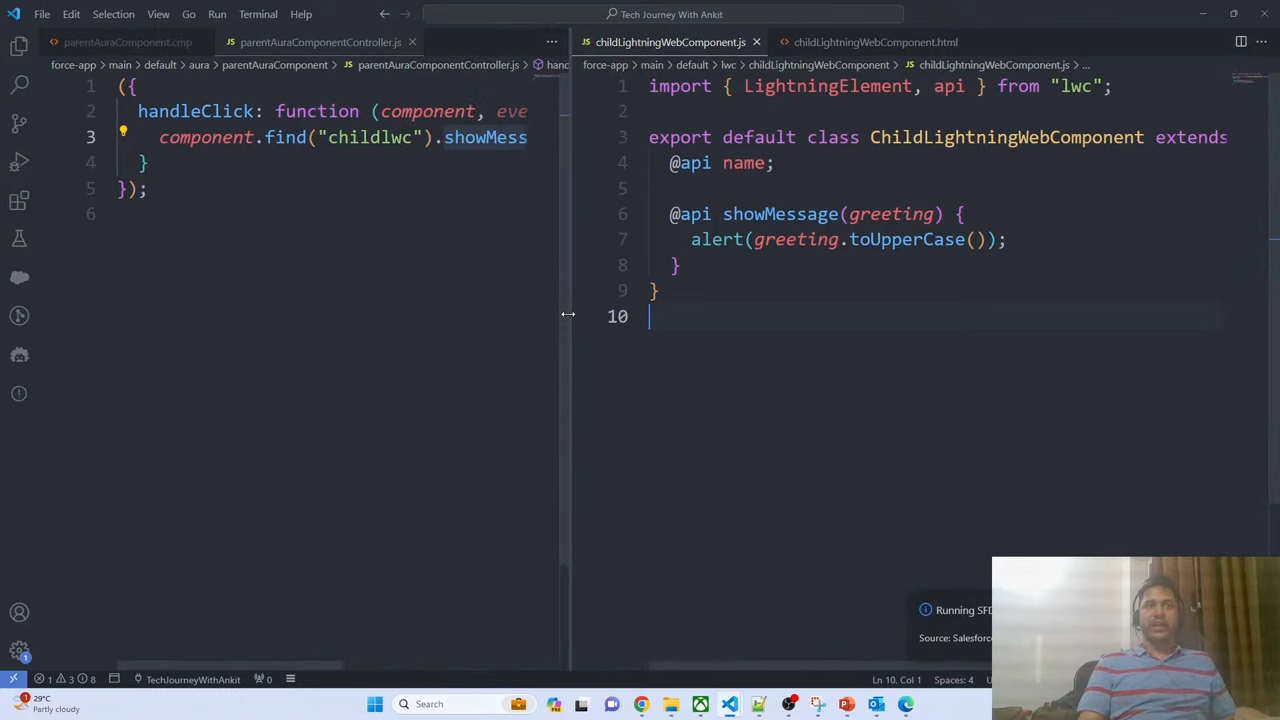 File Edit Selection View Go Run Terminal Help
Tech Journey With Ankit
parentAuraComponent.cmp
parentAuraComponentController.js
force-app > main > default > aura > parentAuraComponent > JS parentAuraComponentController.js >
1 ({
2 handleClick: function (component, eve
3 component.find("childlwc").showMess
4 }
5 });
6
JS childLightningWebComponent.js
childLightningWebComponent.html
force-app > main > default > lwc > childLightningWebComponent > JS childLightningWebComponent.js > ...
1 import { LightningElement, api } from "lwc";
2
3 export default class ChildLightningWebComponent extends
4 @api name;
5
6 @api showMessage(greeting) {
7 alert(greeting.toUpperCase());
8 }
9 }
10
Running SFD
Source: Salesforce
1 3 8 TechJourneyWithAnkit 0
Ln 10, Col 1 Spaces: 4
29°C
Partly cloudy
Search